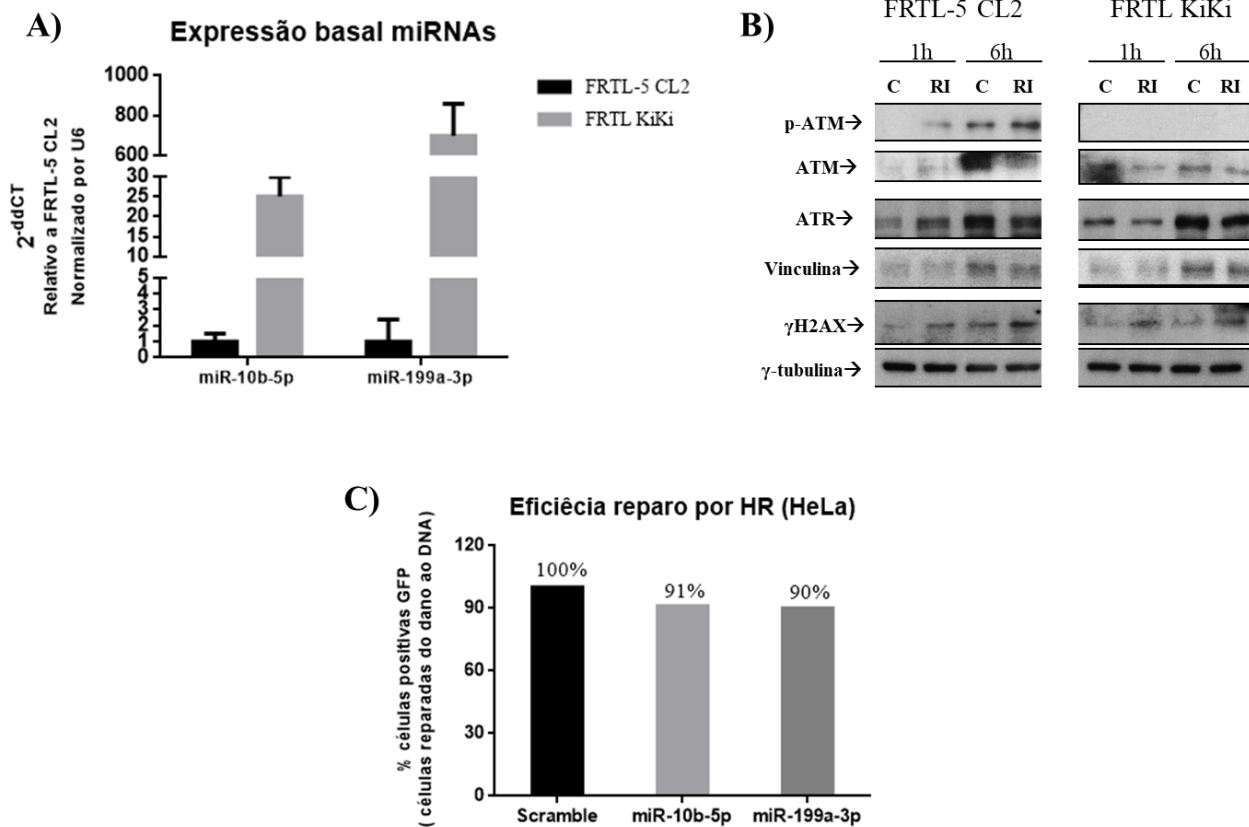 A)
Expressão basal miRNAs
2^-ddCT
Relativo a FRTL-5 CL2
Normalizado por U6
1000
800
600
30
25
20
15
10
5
4
3
2
1
0
miR-10b-5p
miR-199a-3p
FRTL-5 CL2
FRTL KiKi
B)
FRTL-5 CL2
FRTL KiKi
1h
6h
1h
6h
C RI C RI
C RI C RI
p-ATM→
ATM→
ATR→
Vinculina→
γH2AX→
γ-tubulina→
C)
Eficiêcia reparo por HR (HeLa)
% células positivas GFP
( células reparadas do dano ao DNA)
120
90
60
30
0
100%
91%
90%
Scramble
miR-10b-5p
miR-199a-3p